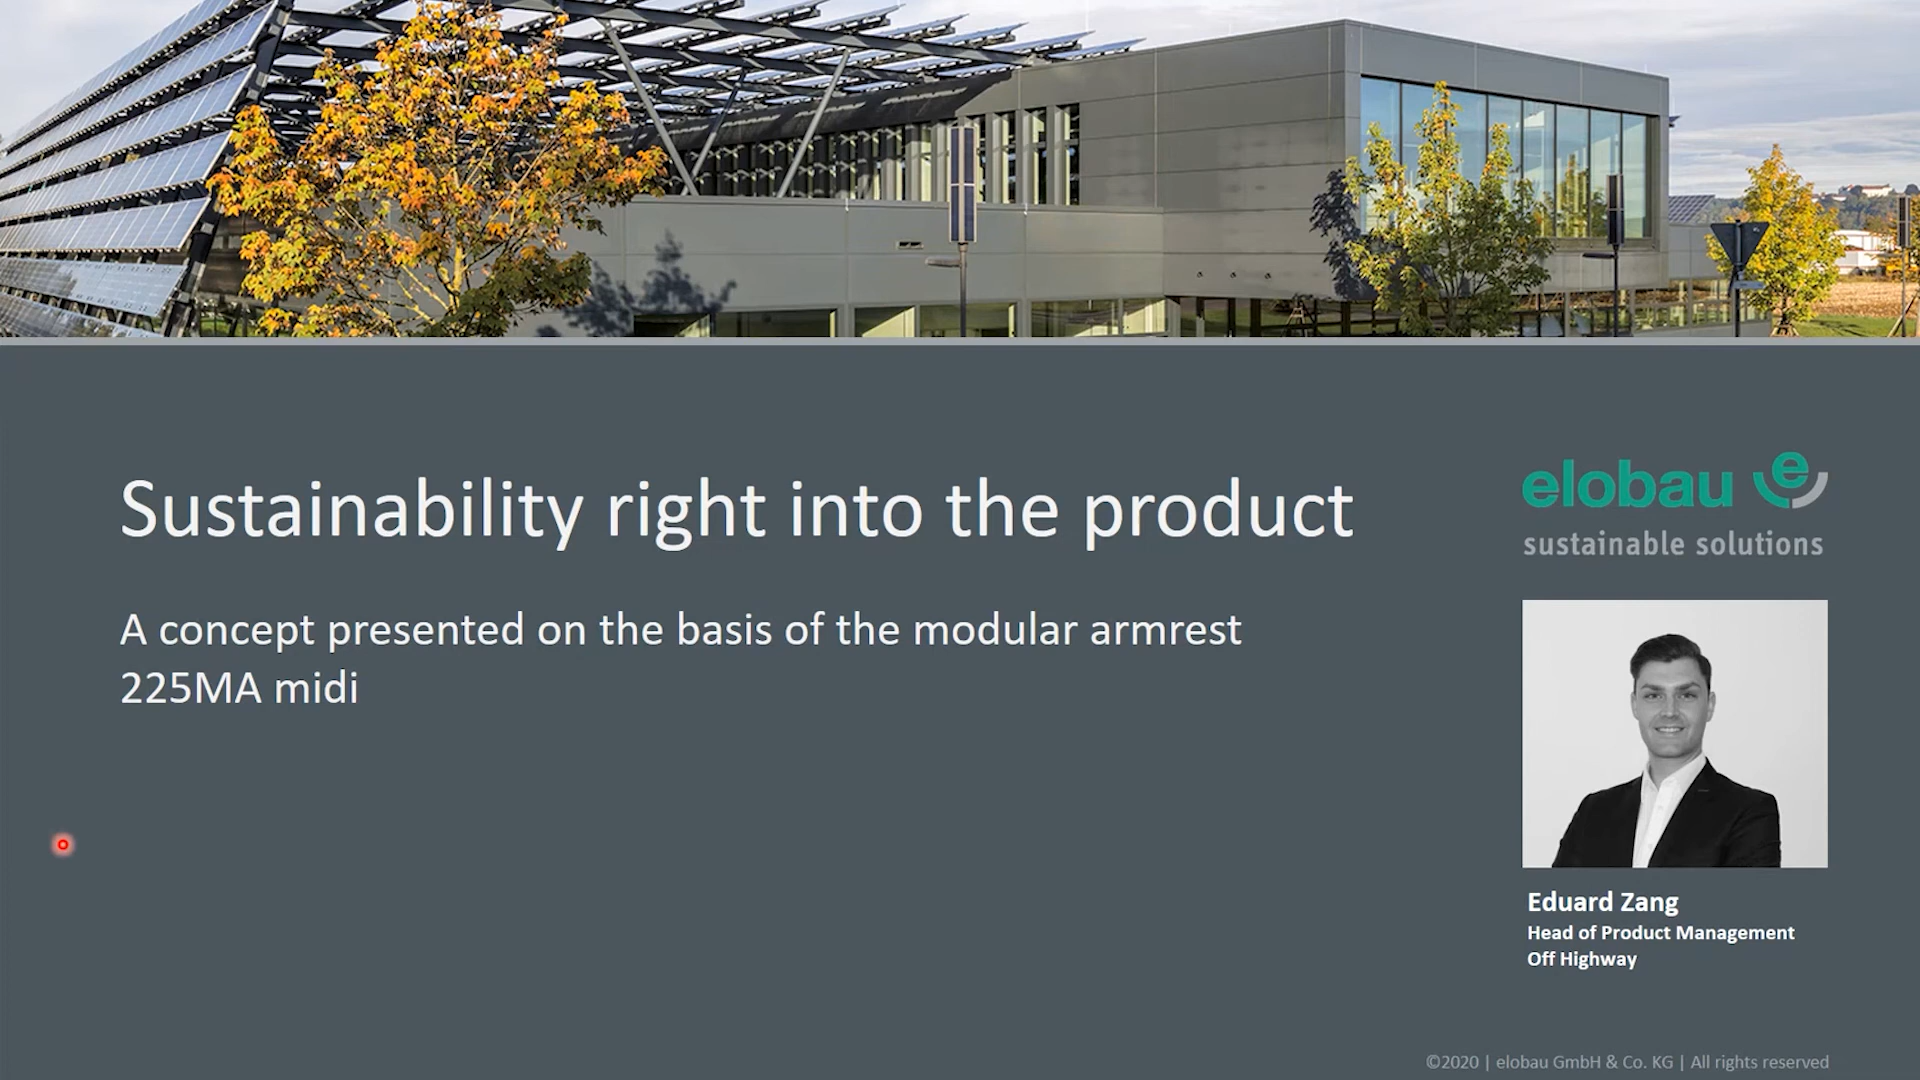 Sustainability right into the product
A concept presented on the basis of the modular armrest
225MA midi
elobau e
sustainable solutions
Eduard Zang
Head of Product Management
Off Highway
©2020 | elobau GmbH & Co. KG | All rights reserved